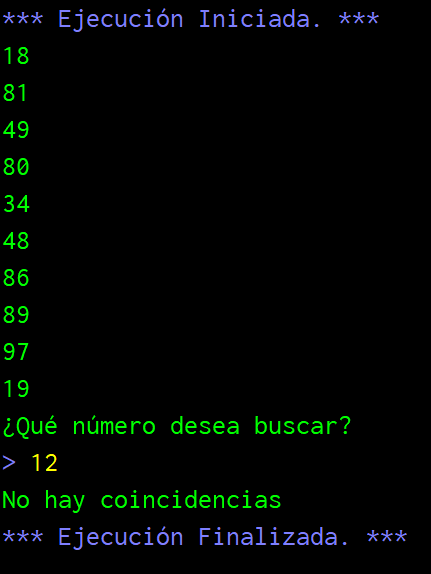 *** Ejecución Iniciada. ***
18
81
49
80
34
48
86
89
97
19
¿Qué número desea buscar?
> 12
No hay coincidencias
*** Ejecución Finalizada. ***